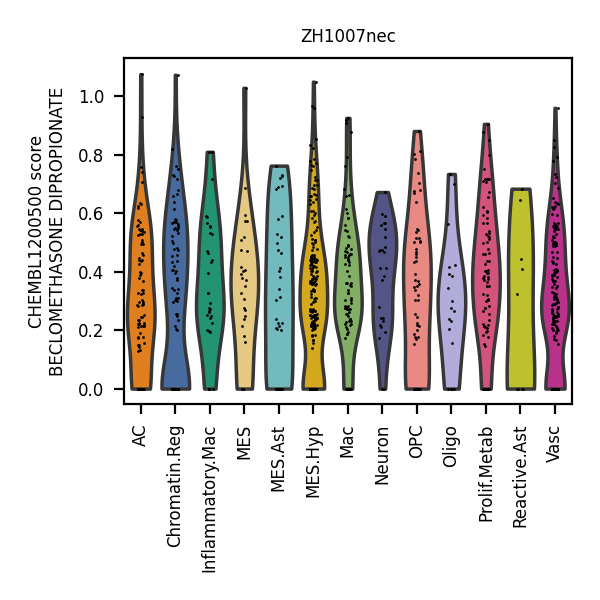 ZH1007nec
CHEMBL1200500 score
BECLOMETHASONE DIPROPIONATE
1.0
0.8
0.6
0.4
0.2
0.0
AC
Chromatin.Reg
Inflammatory.Mac
MES
MES.Ast
MES.Hyp
Mac
Neuron
OPC
Oligo
Prolif.Metab
Reactive.Ast
Vasc